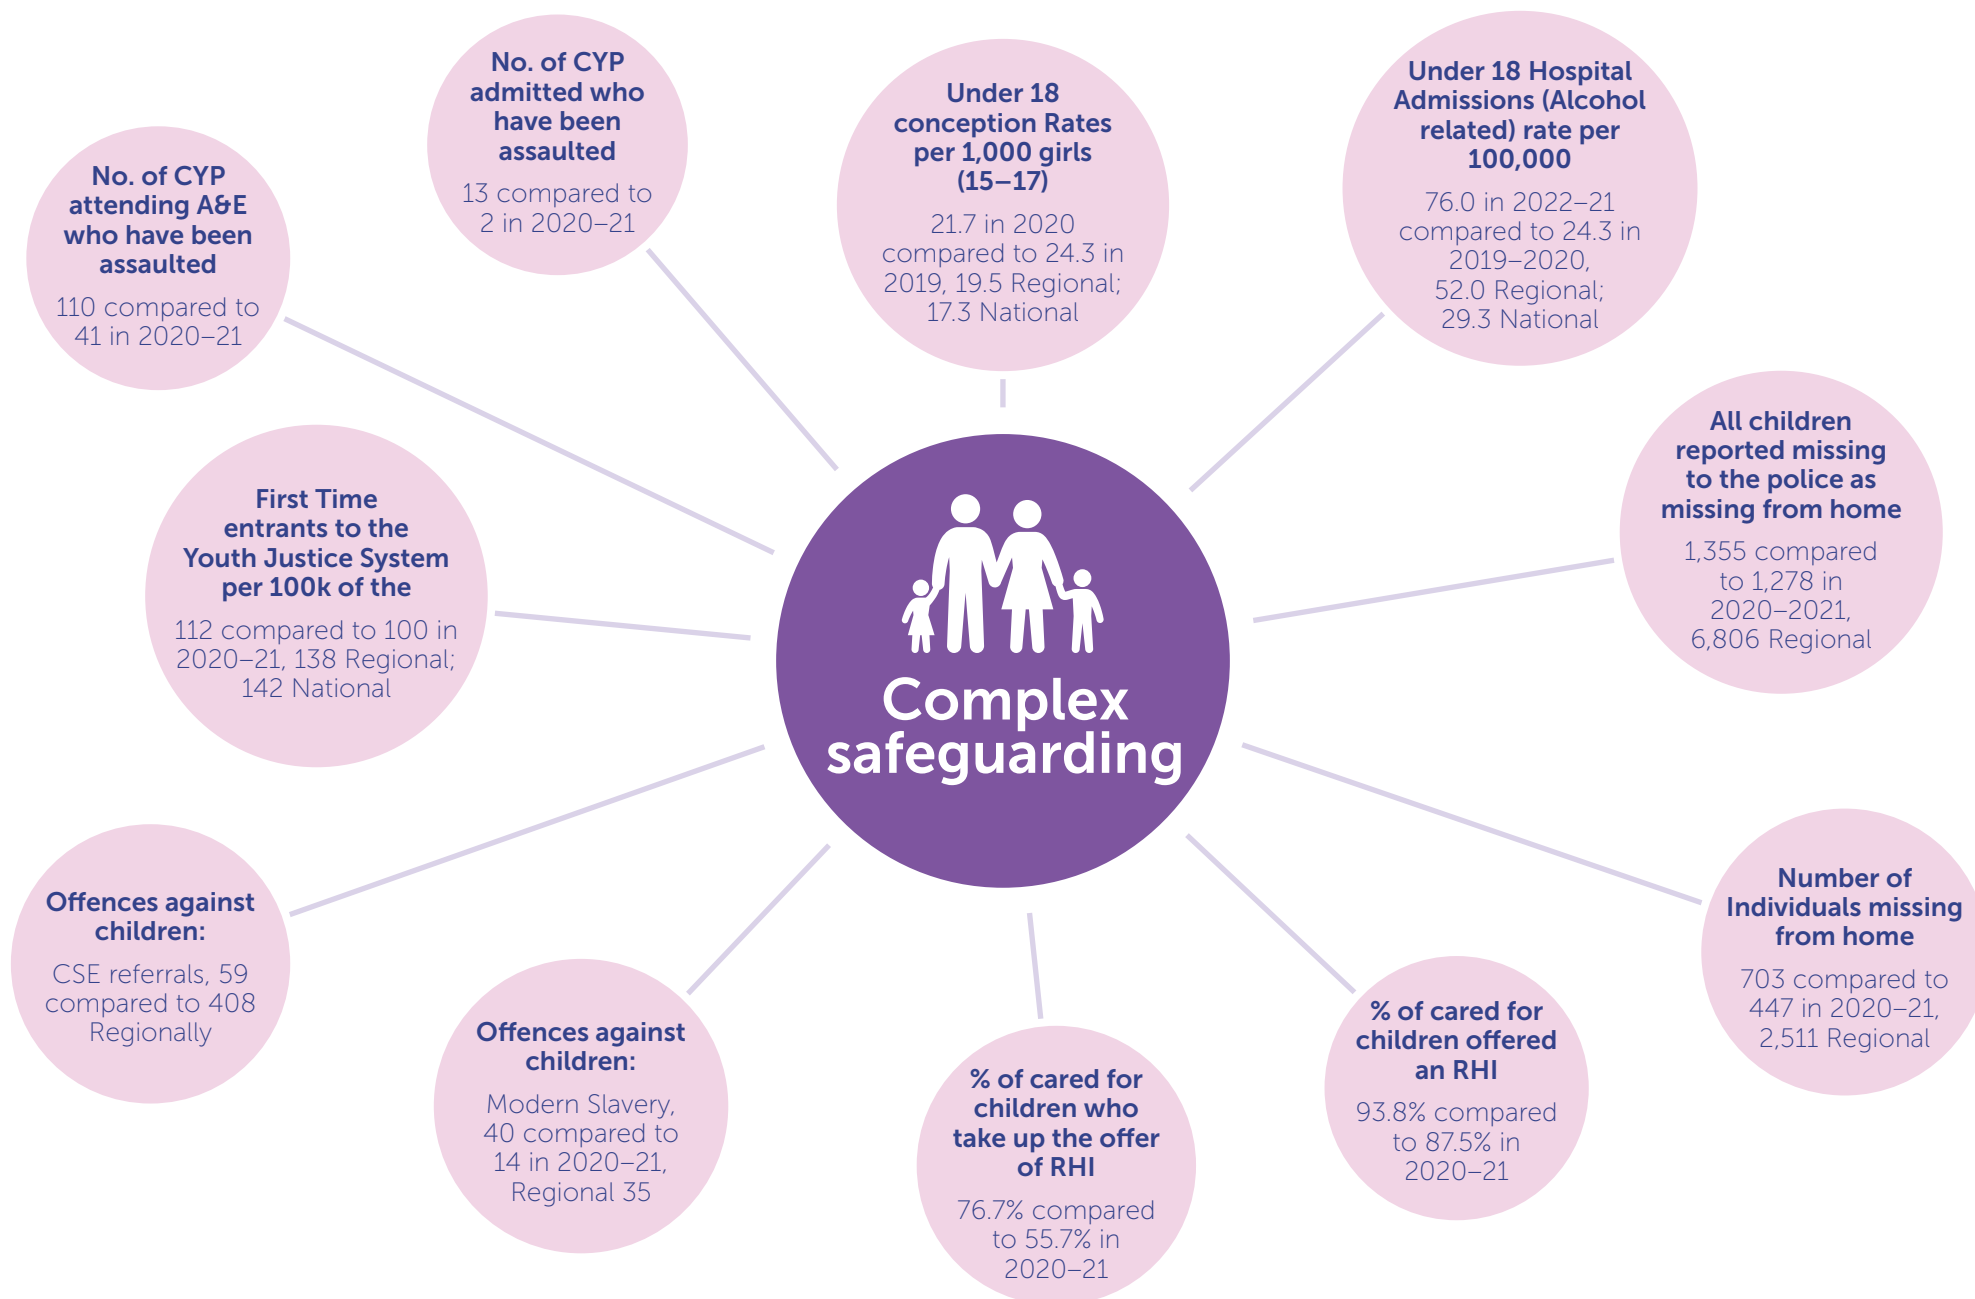 No. of CYP
attending A&E
who have been
assaulted
110 compared to
41 in 2020–21
No. of CYP
admitted who
have been
assaulted
13 compared to
2 in 2020–21
Under 18
conception Rates
per 1,000 girls
(15–17)
21.7 in 2020
compared to 24.3 in
2019, 19.5 Regional;
17.3 National
Under 18 Hospital
Admissions (Alcohol
related) rate per
100,000
76.0 in 2022–21
compared to 24.3 in
2019–2020,
52.0 Regional;
29.3 National
All children
reported missing
to the police as
missing from home
1,355 compared
to 1,278 in
2020–2021,
6,806 Regional
First Time
entrants to the
Youth Justice System
per 100k of the
112 compared to 100 in
2020–21, 138 Regional;
142 National
Complex
safeguarding
Offences against
children:
CSE referrals, 59
compared to 408
Regionally
Offences against
children:
Modern Slavery,
40 compared to
14 in 2020–21,
Regional 35
% of cared for
children who
take up the offer
of RHI
76.7% compared
to 55.7% in
2020–21
% of cared for
children offered
an RHI
93.8% compared
to 87.5% in
2020–21
Number of
Individuals missing
from home
703 compared to
447 in 2020–21,
2,511 Regional